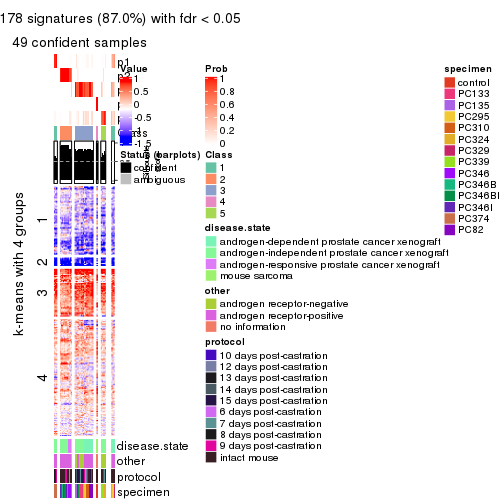 178 signatures (87.0%) with fdr < 0.05
49 confident samples
p1
Value
1
0.5
0
-0.5
-1
-1.5
Prob
1
0.8
0.6
0.4
0.2
0
Class
Status (barplots)
confident
ambiguous
Class
1
2
3
4
5
disease.state
androgen-dependent prostate cancer xenograft
androgen-independent prostate cancer xenograft
androgen-responsive prostate cancer xenograft
mouse sarcoma
other
androgen receptor-negative
androgen receptor-positive
no information
protocol
10 days post-castration
12 days post-castration
13 days post-castration
14 days post-castration
15 days post-castration
6 days post-castration
7 days post-castration
8 days post-castration
9 days post-castration
intact mouse
specimen
control
PC133
PC135
PC295
PC310
PC324
PC329
PC339
PC346
PC346B
PC346BI
PC346I
PC374
PC82
k-means with 4 groups
1
2
3
4
disease.state
other
protocol
specimen